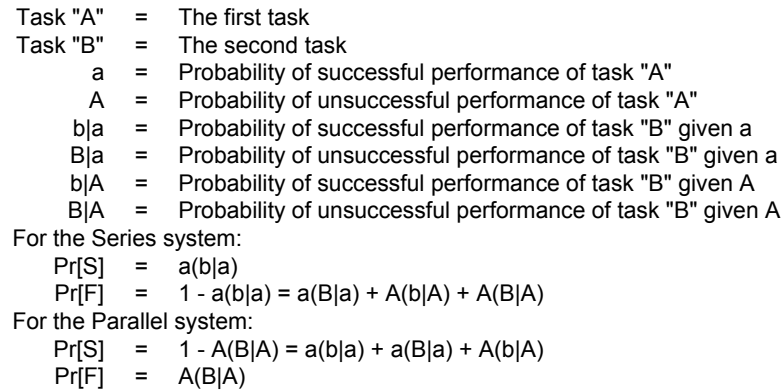 Task "A" = The first task
Task "B" = The second task
a = Probability of successful performance of task "A"
A = Probability of unsuccessful performance of task "A"
b|a = Probability of successful performance of task "B" given a
B|a = Probability of unsuccessful performance of task "B" given a
b|A = Probability of successful performance of task "B" given A
B|A = Probability of unsuccessful performance of task "B" given A
For the Series system:
Pr[S] = a(b|a)
Pr[F] = 1 - a(b|a) = a(B|a) + A(b|A) + A(B|A)
For the Parallel system:
Pr[S] = 1 - A(B|A) = a(b|a) + a(B|a) + A(b|A)
Pr[F] = A(B|A)